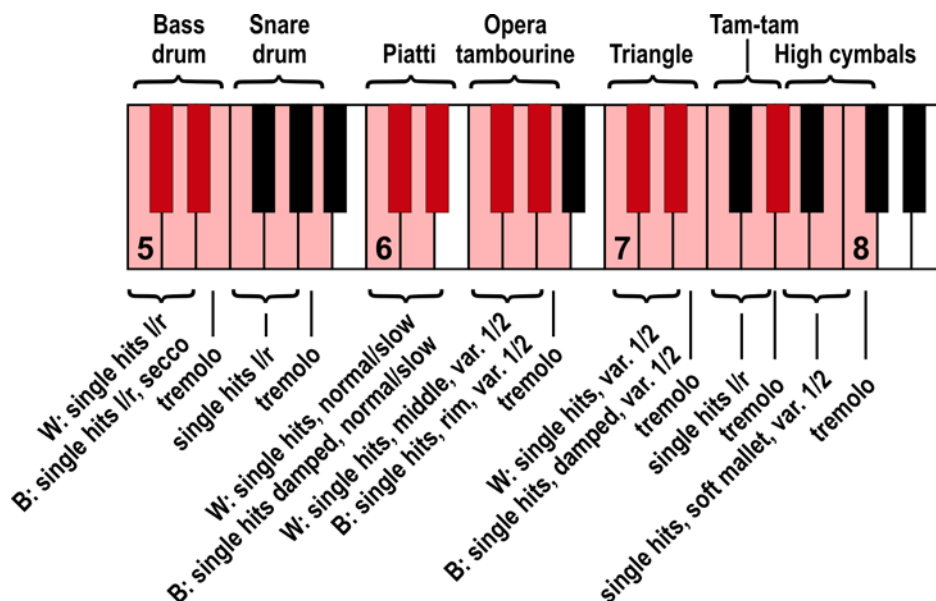 Bass
drum
Snare
drum
Piatti
Opera
tambourine
Triangle
Tam-tam
High cymbals
5
6
7
8
W: single hits l/r
B: single hits l/r, secco
tremolo
single hits l/r
tremolo
W: single hits, normal/slow
B: single hits damped, normal/slow
W: single hits, middle, var. 1/2
B: single hits, rim, var. 1/2
tremolo
W: single hits, var. 1/2
B: single hits, damped, var. 1/2
tremolo
single hits l/r
tremolo
single hits, soft mallet, var. 1/2
tremolo